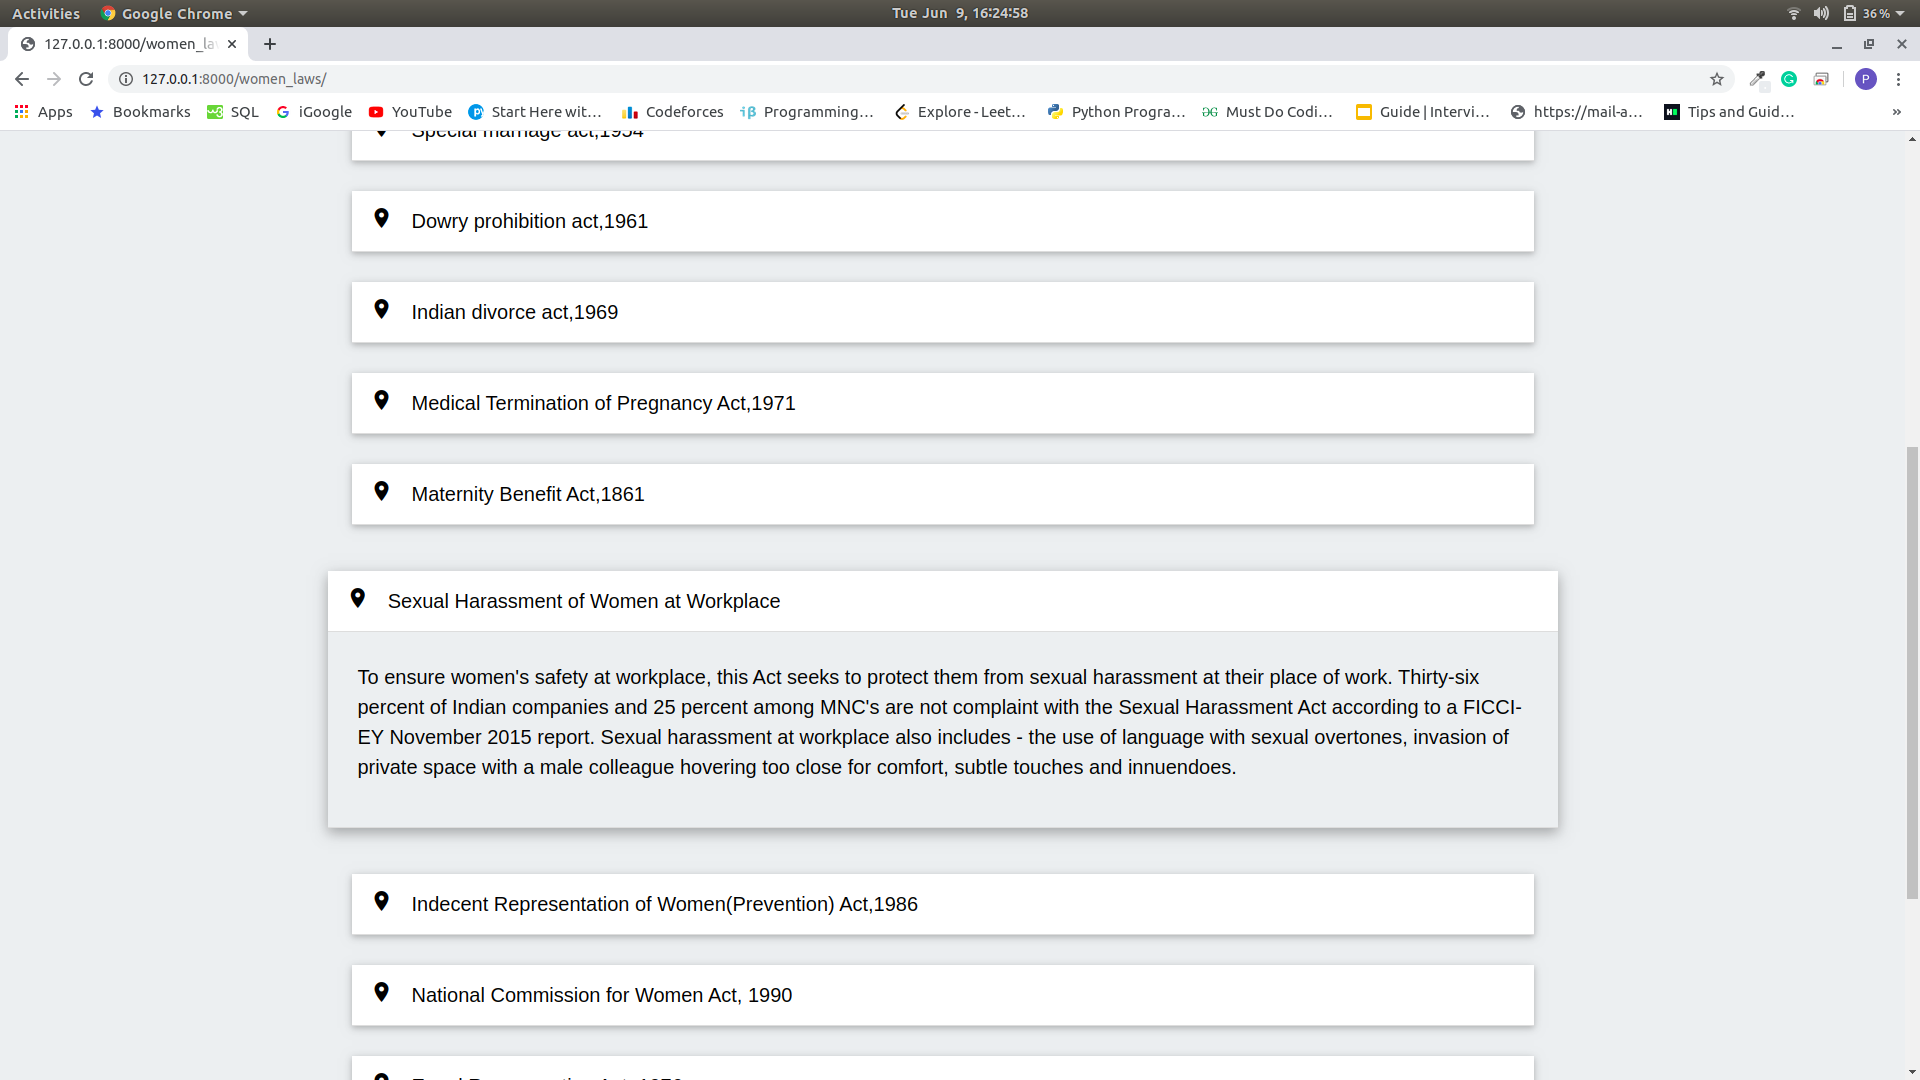 Activities Google Chrome Tue Jun 9, 16:24:58 36%
127.0.0.1:8000/women_la
127.0.0.1:8000/women_laws/ P
Apps Bookmarks SQL iGoogle YouTube Start Here wit... Codeforces Programming... Explore - Leet... Python Progra... Must Do Codi... Guide | Intervi... https://mail-a... Tips and Guid... »
Special marriage act,1954
Dowry prohibition act,1961
Indian divorce act,1969
Medical Termination of Pregnancy Act,1971
Maternity Benefit Act,1861
Sexual Harassment of Women at Workplace
To ensure women's safety at workplace, this Act seeks to protect them from sexual harassment at their place of work. Thirty-six
percent of Indian companies and 25 percent among MNC's are not complaint with the Sexual Harassment Act according to a FICCI-
EY November 2015 report. Sexual harassment at workplace also includes - the use of language with sexual overtones, invasion of
private space with a male colleague hovering too close for comfort, subtle touches and innuendoes.
Indecent Representation of Women(Prevention) Act,1986
National Commission for Women Act, 1990